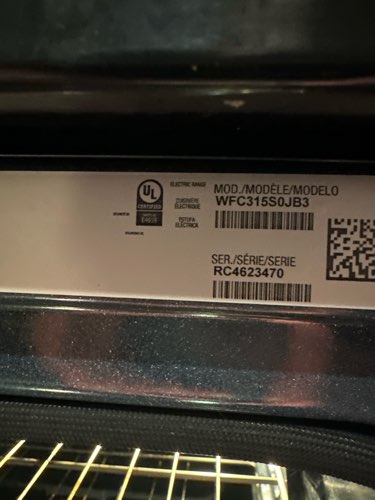 UL
CERTIFIED
ELECTRIC RANGE
CUISINIÈRE
ÉLECTRIQUE
ESTUFA
ELÉCTRICA
MOD./MODÈLE/MODELO
WFC315S0JB3
SER./SÉRIE/SERIE
RC4623470